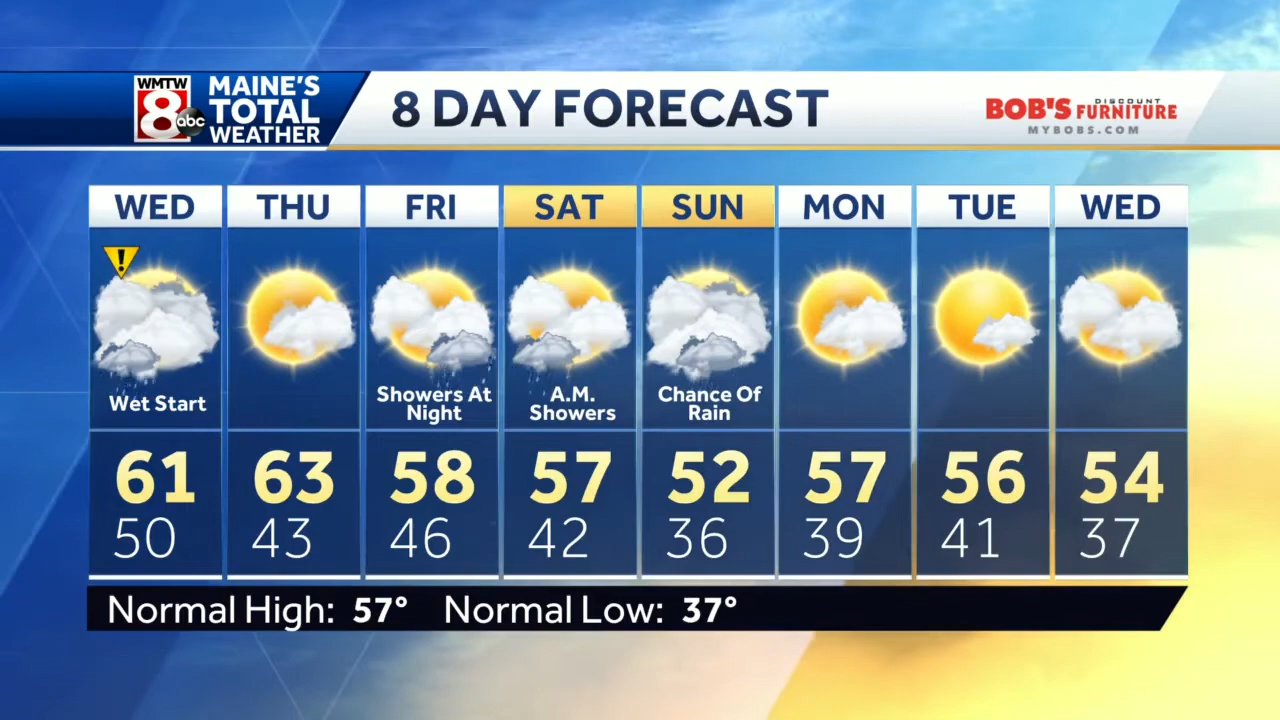 WMTW
8
abc
MAINE'S
TOTAL
WEATHER
8 DAY FORECAST
BOB'S DISCOUNT FURNITURE
MYBOBS.COM
WED THU FRI SAT SUN MON TUE WED
!
Wet Start
Showers At
Night
A.M.
Showers
Chance Of
Rain
61 63 58 57 52 57 56 54
50 43 46 42 36 39 41 37
Normal High: 57° Normal Low: 37°